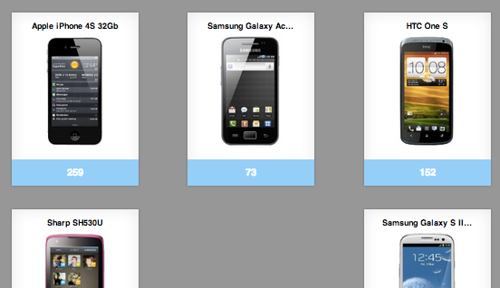 Apple iPhone 4S 32Gb
Samsung Galaxy Ac...
HTC One S
10:08
259
73
152
Sharp SH530U
Samsung Galaxy S II...
12:45